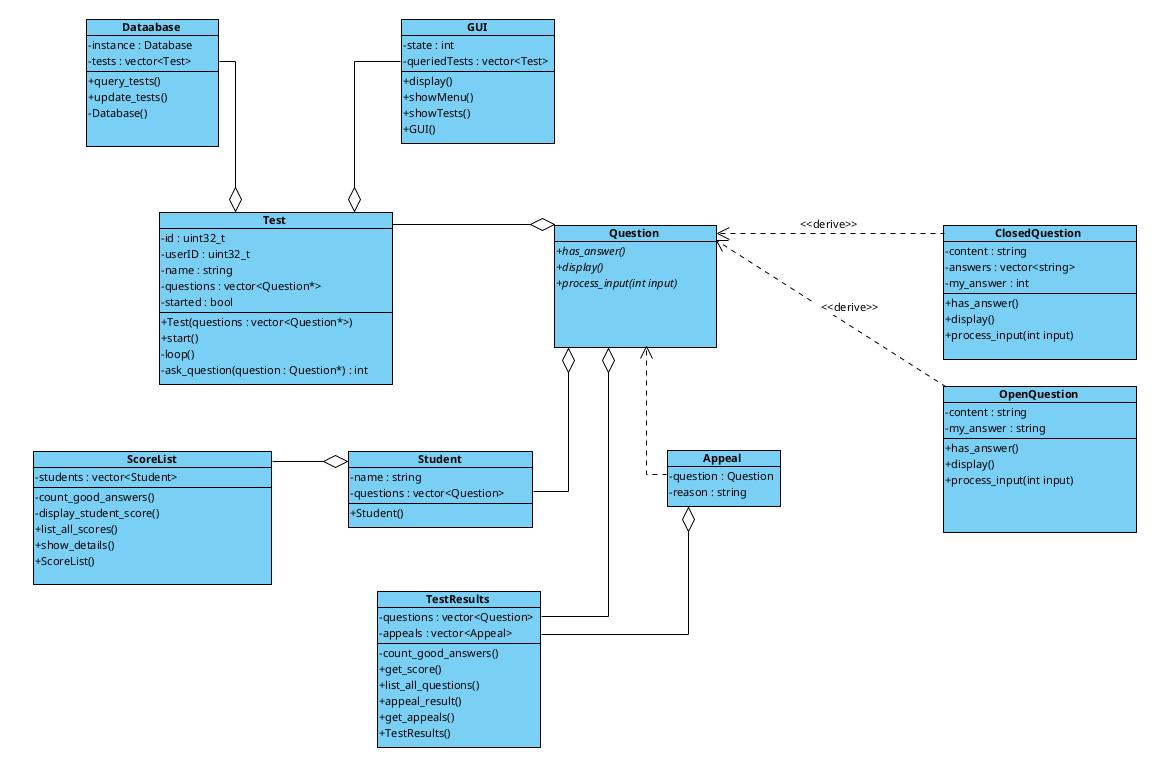 Dataabase
-instance : Database
-tests : vector<Test>
+query_tests()
+update_tests()
-Database()
GUI
-state : int
-queriedTests : vector<Test>
+display()
+showMenu()
+showTests()
+GUI()
Test
-id : uint32_t
-userID : uint32_t
-name : string
-questions : vector<Question*>
-started : bool
+Test(questions : vector<Question*>)
+start()
-loop()
-ask_question(question : Question*) : int
Question
+has_answer()
+display()
+process_input(int input)
<<derive>>
<<derive>>
ClosedQuestion
-content : string
-answers : vector<string>
-my_answer : int
+has_answer()
+display()
+process_input(int input)
OpenQuestion
-content : string
-my_answer : string
+has_answer()
+display()
+process_input(int input)
ScoreList
-students : vector<Student>
-count_good_answers()
-display_student_score()
+list_all_scores()
+show_details()
+ScoreList()
Student
-name : string
-questions : vector<Question>
+Student()
Appeal
-question : Question
-reason : string
TestResults
-questions : vector<Question>
-appeals : vector<Appeal>
-count_good_answers()
+get_score()
+list_all_questions()
+appeal_result()
+get_appeals()
+TestResults()